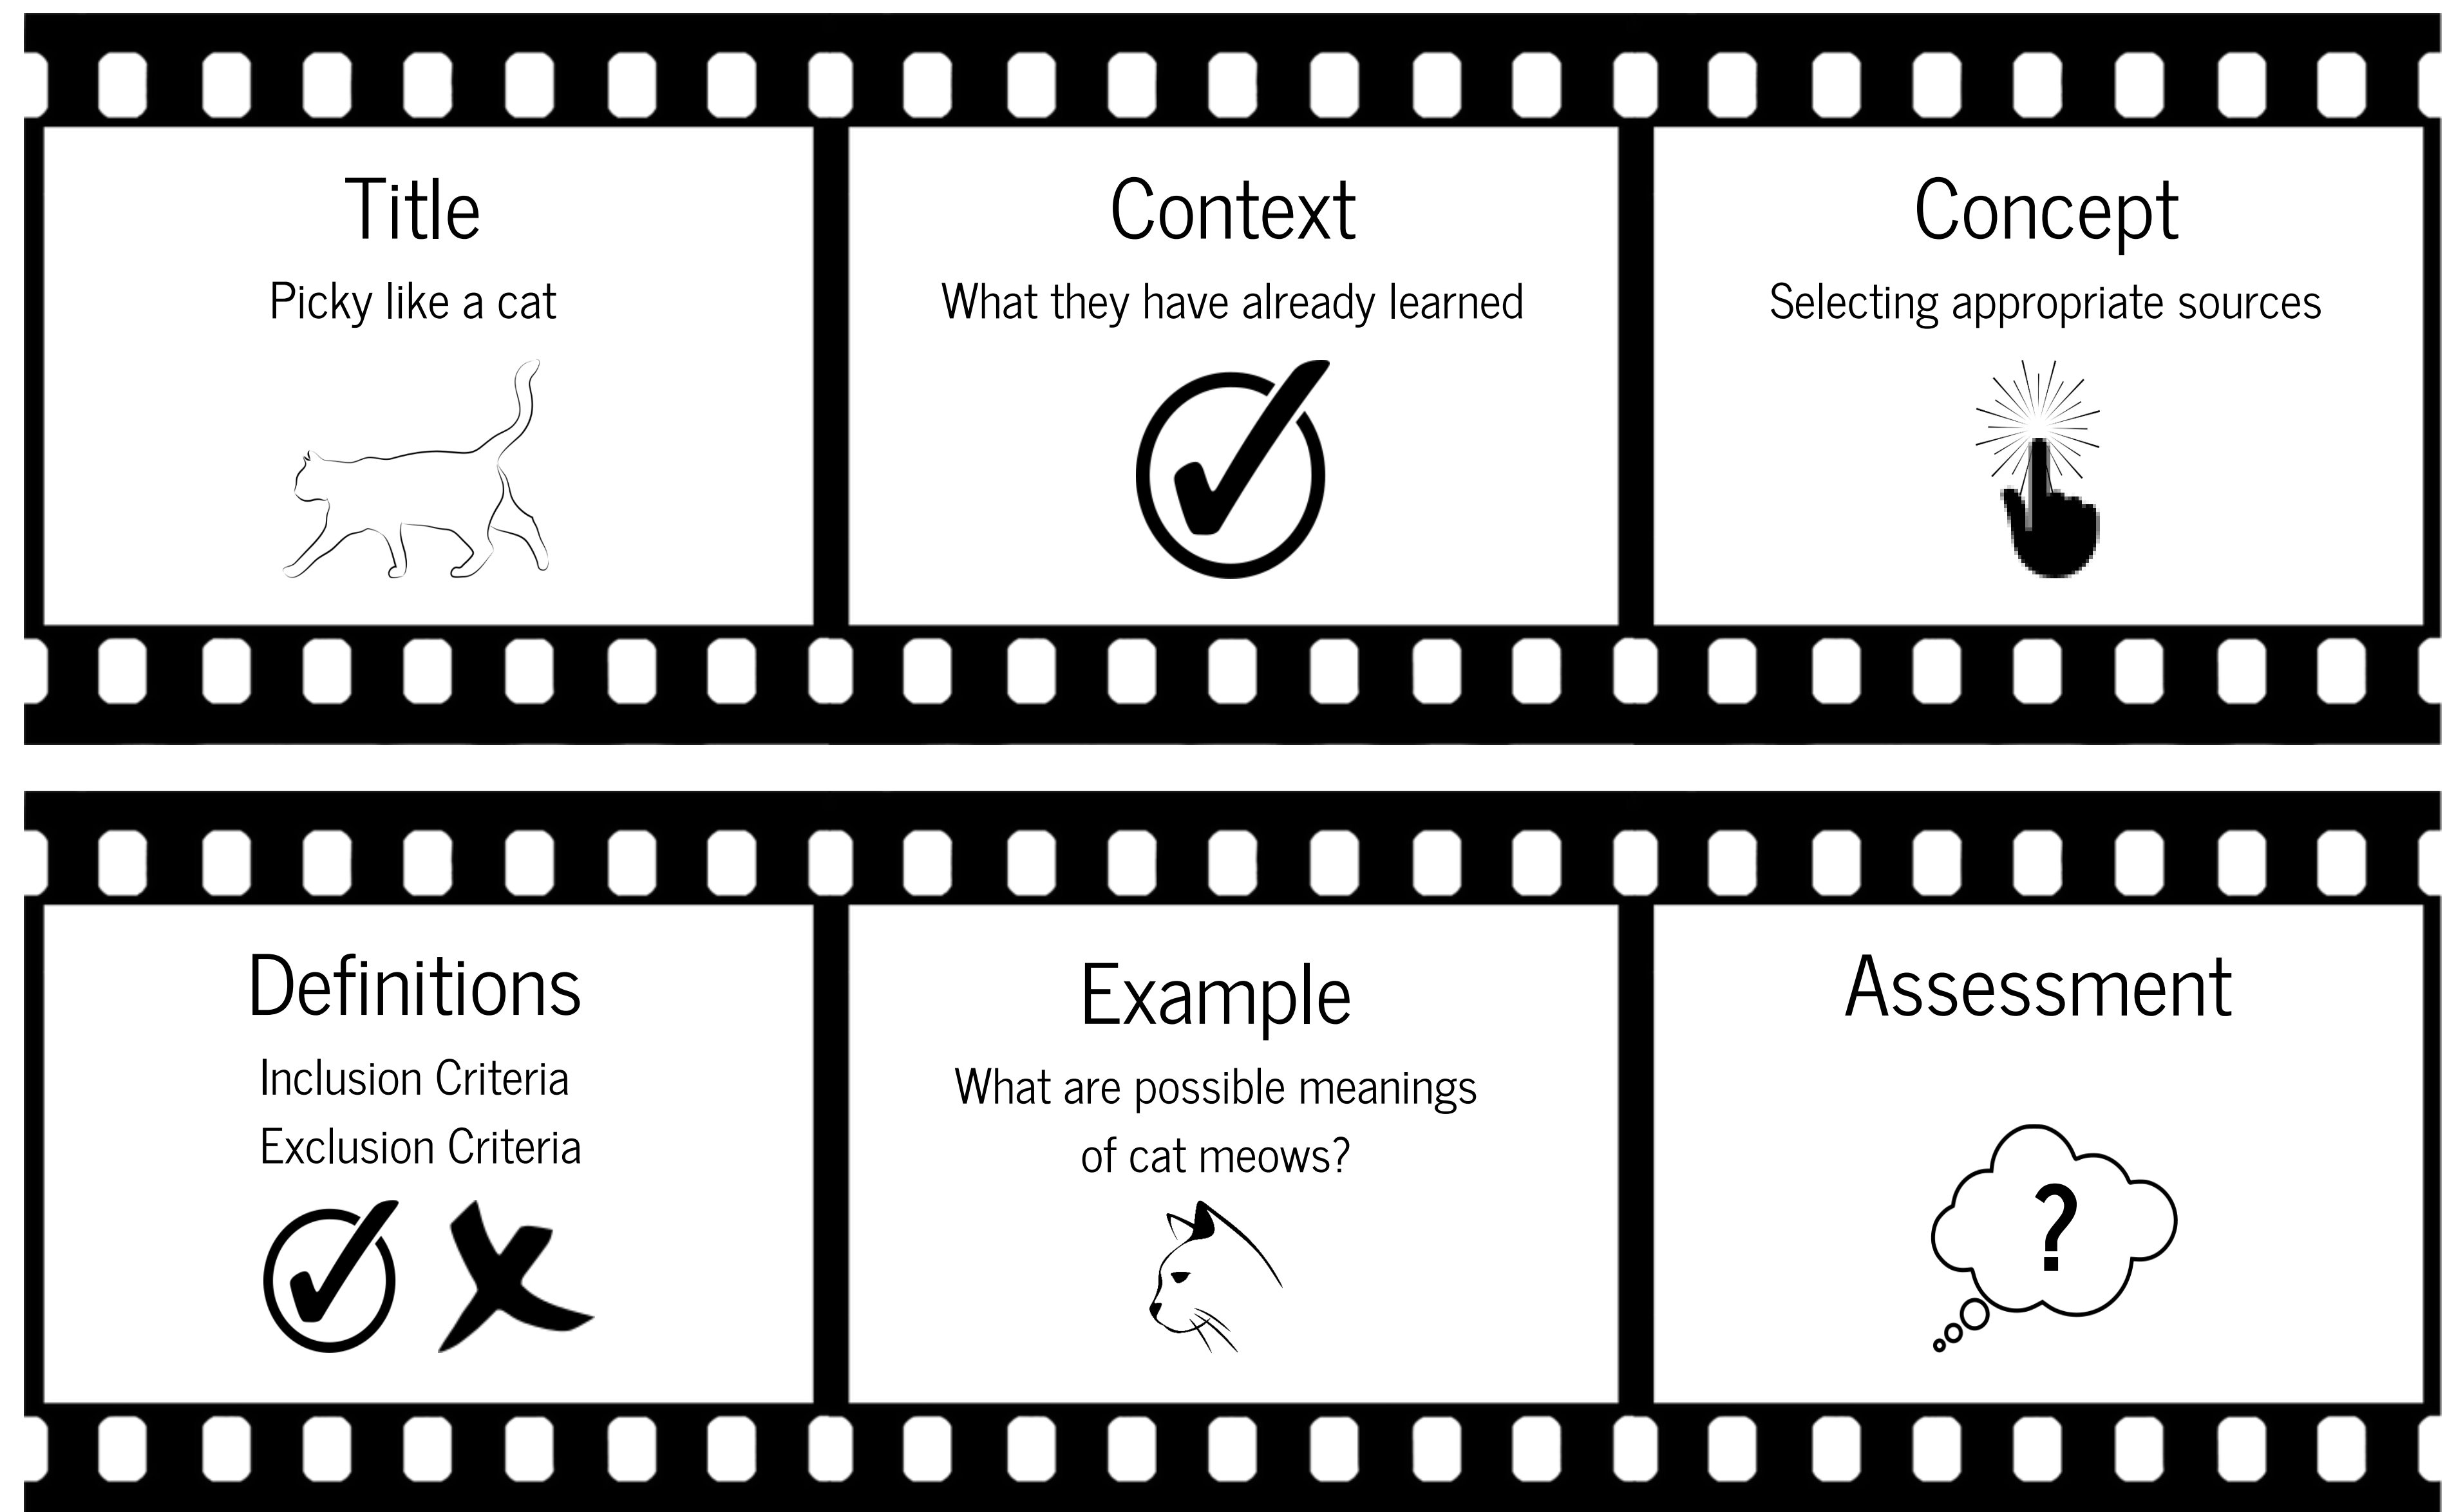 Title
Picky like a cat
Context
What they have already learned
Concept
Selecting appropriate sources
Definitions
Inclusion Criteria
Exclusion Criteria
Example
What are possible meanings
of cat meows?
Assessment
?